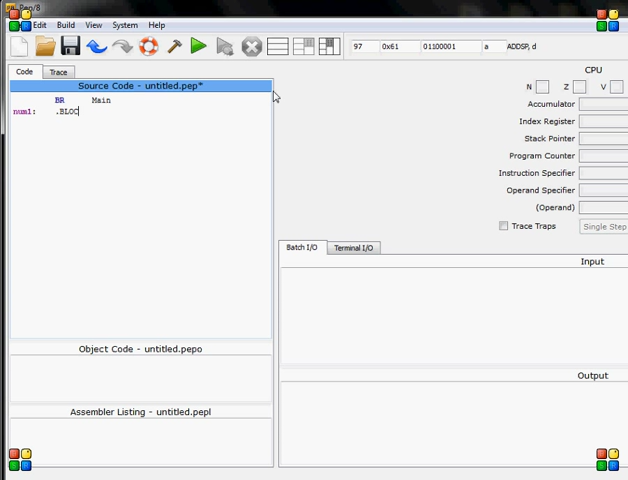 Pep/8
Edit Build View System Help
97 0x61 01100001 a ADDSP, d
Code Trace
Source Code - untitled.pep*
BR Main
num1: .BLOC
Object Code - untitled.pepo
Assembler Listing - untitled.pepl
CPU
N Z V
Accumulator
Index Register
Stack Pointer
Program Counter
Instruction Specifier
Operand Specifier
(Operand)
Trace Traps Single Step
Batch I/O Terminal I/O
Input
Output